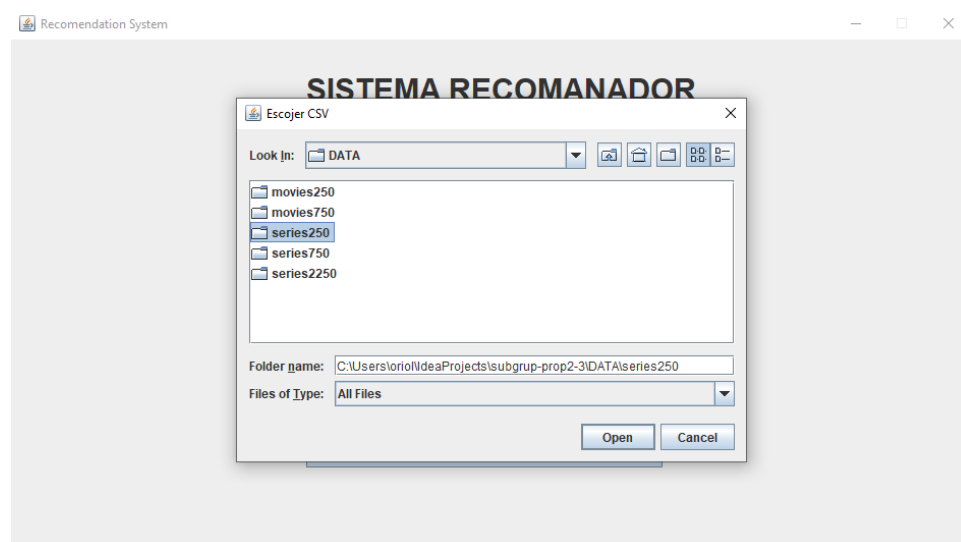 Recomendation System
SISTEMA RECOMANADOR
Escojer CSV
Look In: DATA
movies250
movies750
series250
series750
series2250
Folder name: C:\Users\oriol\IdeaProjects\subgrup-prop2-3\DATA\series250
Files of Type: All Files
Open Cancel